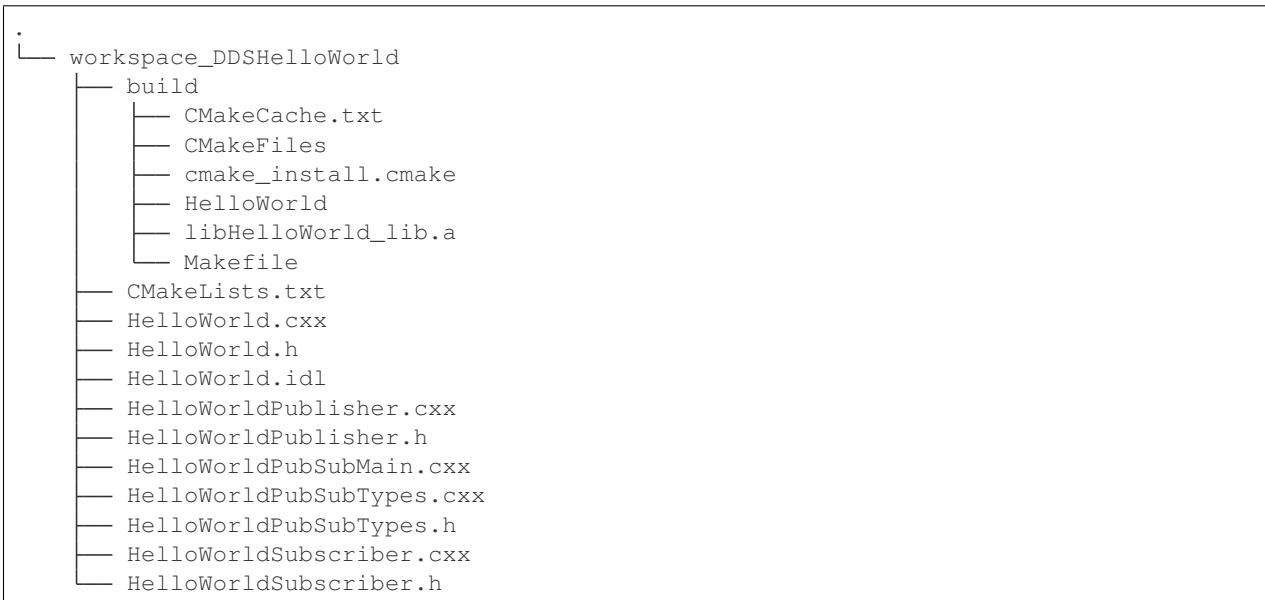 .
└── workspace_DDSHelloWorld
    ├── build
    │   ├── CMakeCache.txt
    │   ├── CMakeFiles
    │   ├── cmake_install.cmake
    │   ├── HelloWorld
    │   ├── libHelloWorld_lib.a
    │   └── Makefile
    ├── CMakeLists.txt
    ├── HelloWorld.cxx
    ├── HelloWorld.h
    ├── HelloWorld.idl
    ├── HelloWorldPublisher.cxx
    ├── HelloWorldPublisher.h
    ├── HelloWorldPubSubMain.cxx
    ├── HelloWorldPubSubTypes.cxx
    ├── HelloWorldPubSubTypes.h
    ├── HelloWorldSubscriber.cxx
    └── HelloWorldSubscriber.h